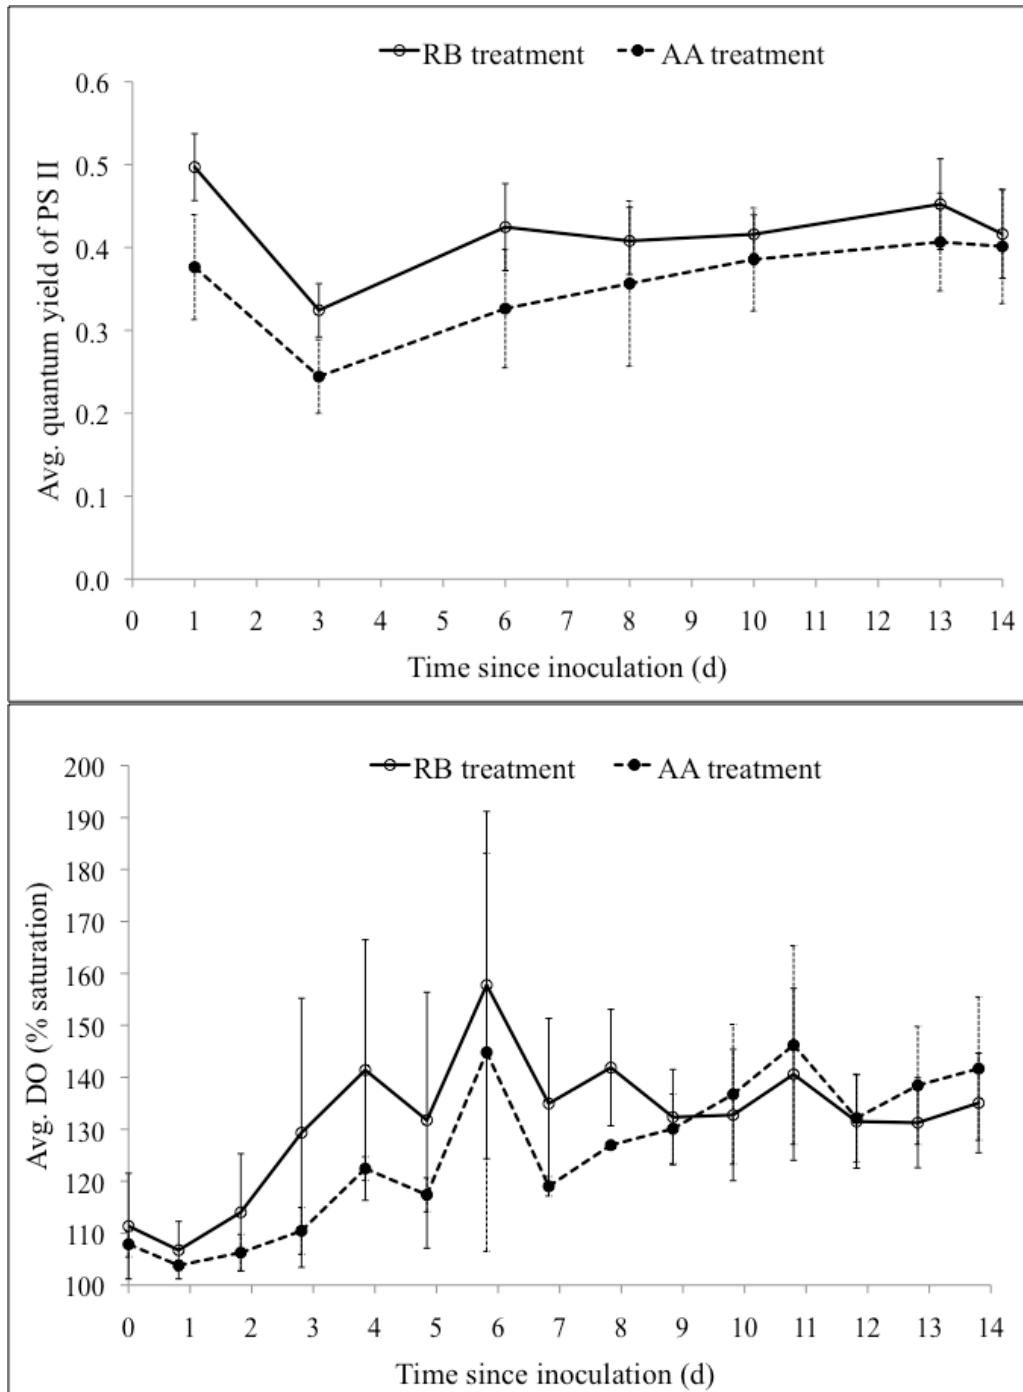 RB treatment AA treatment
Avg. quantum yield of PS II
0.6
0.5
0.4
0.3
0.2
0.1
0.0
0 1 2 3 4 5 6 7 8 9 10 11 12 13 14
Time since inoculation (d)
RB treatment AA treatment
Avg. DO (% saturation)
200
190
180
170
160
150
140
130
120
110
100
0 1 2 3 4 5 6 7 8 9 10 11 12 13 14
Time since inoculation (d)